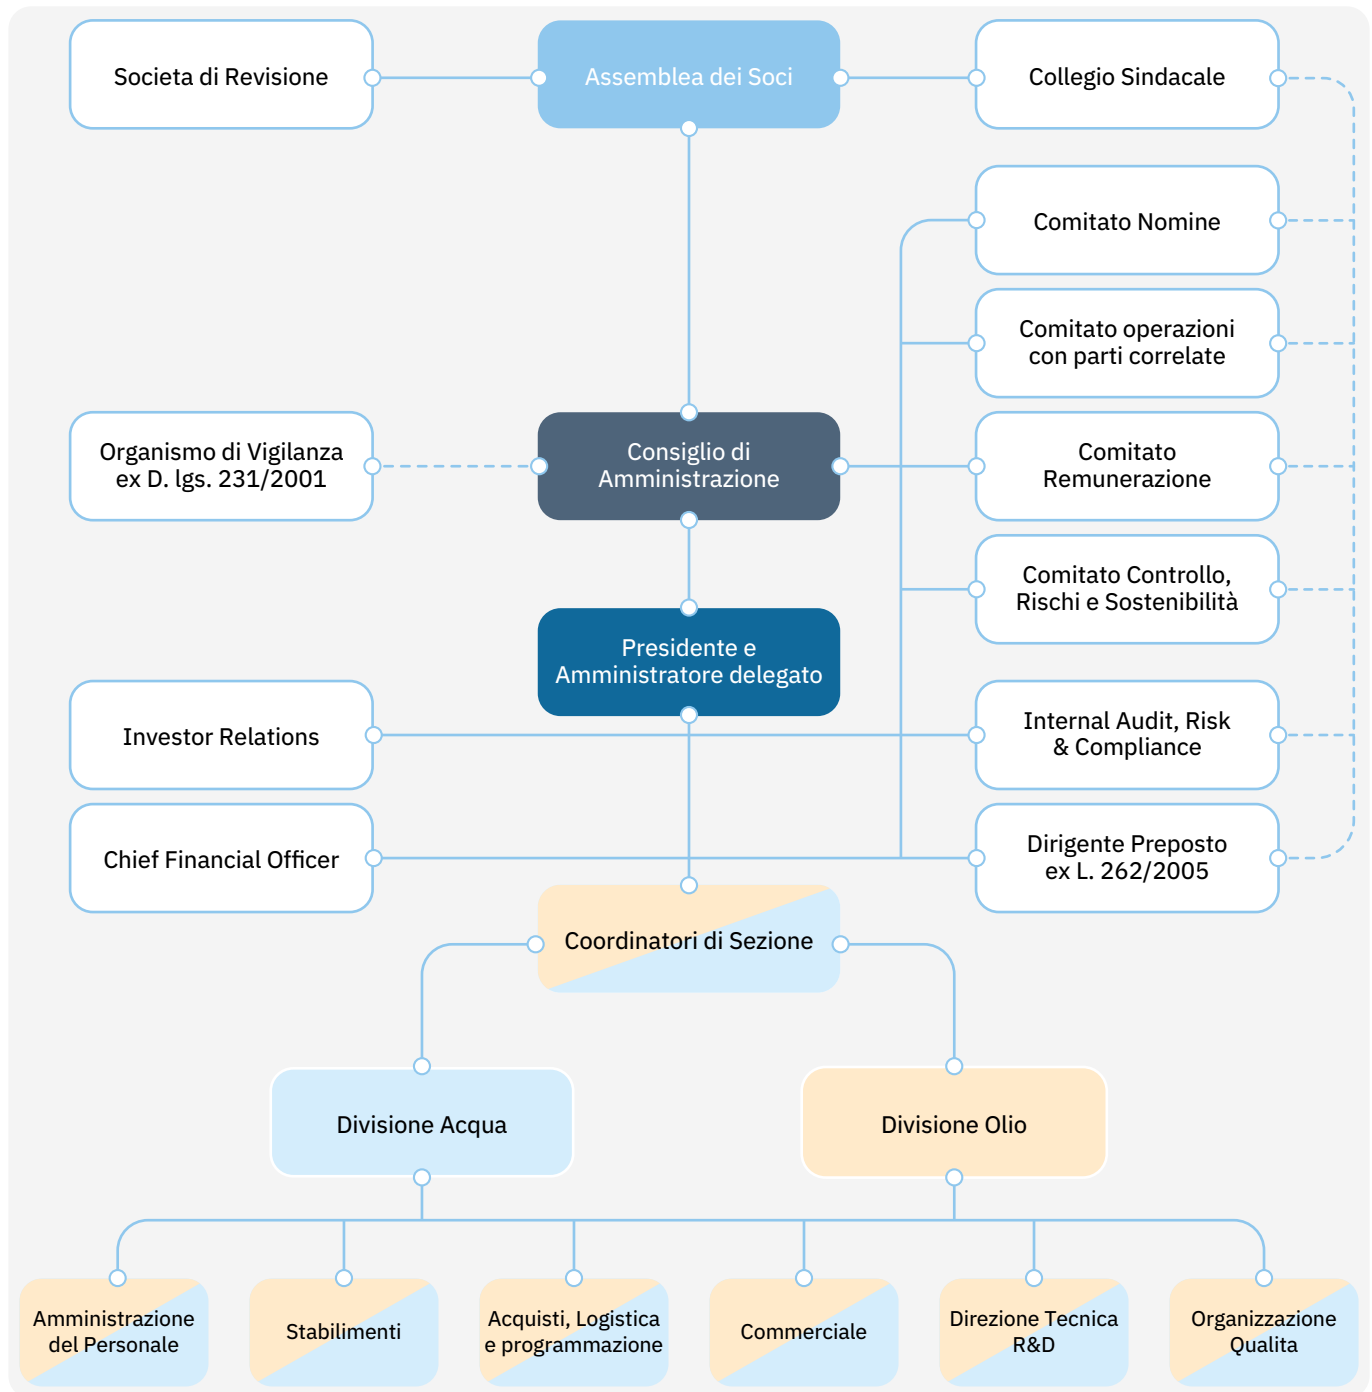 Societa di Revisione
Assemblea dei Soci
Collegio Sindacale
Comitato Nomine
Comitato operazioni
con parti correlate
Organismo di Vigilanza
ex D. lgs. 231/2001
Consiglio di
Amministrazione
Comitato
Remunerazione
Comitato Controllo,
Rischi e Sostenibilità
Presidente e
Amministratore delegato
Investor Relations
Internal Audit, Risk
& Compliance
Chief Financial Officer
Dirigente Preposto
ex L. 262/2005
Coordinatori di Sezione
Divisione Acqua
Divisione Olio
Amministrazione
del Personale
Stabilimenti
Acquisti, Logistica
e programmazione
Commerciale
Direzione Tecnica
R&D
Organizzazione
Qualita